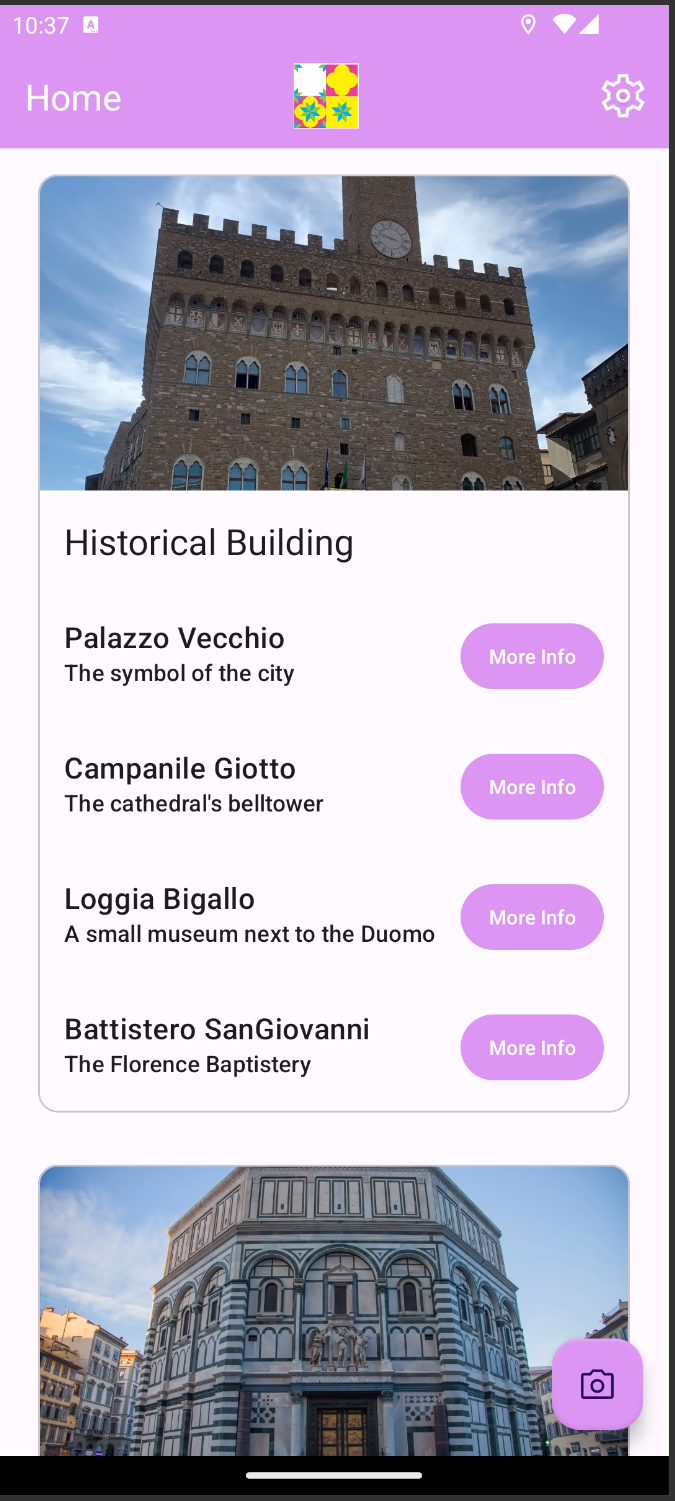 10:37
A
Home
Historical Building
Palazzo Vecchio
The symbol of the city
More Info
Campanile Giotto
The cathedral's belltower
More Info
Loggia Bigallo
A small museum next to the Duomo
More Info
Battistero SanGiovanni
The Florence Baptistery
More Info